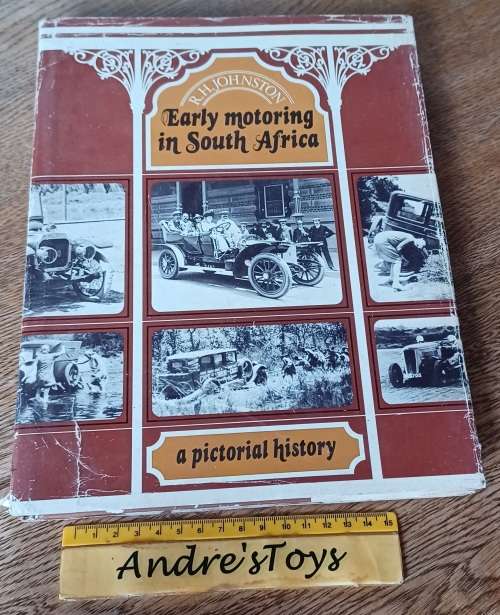 R.H. JOHNSTON
Early motoring
in South Africa
a pictorial history
1 2 3 4 5 6 7 8 9 10 11 12 13 14 15
Andre'sToys